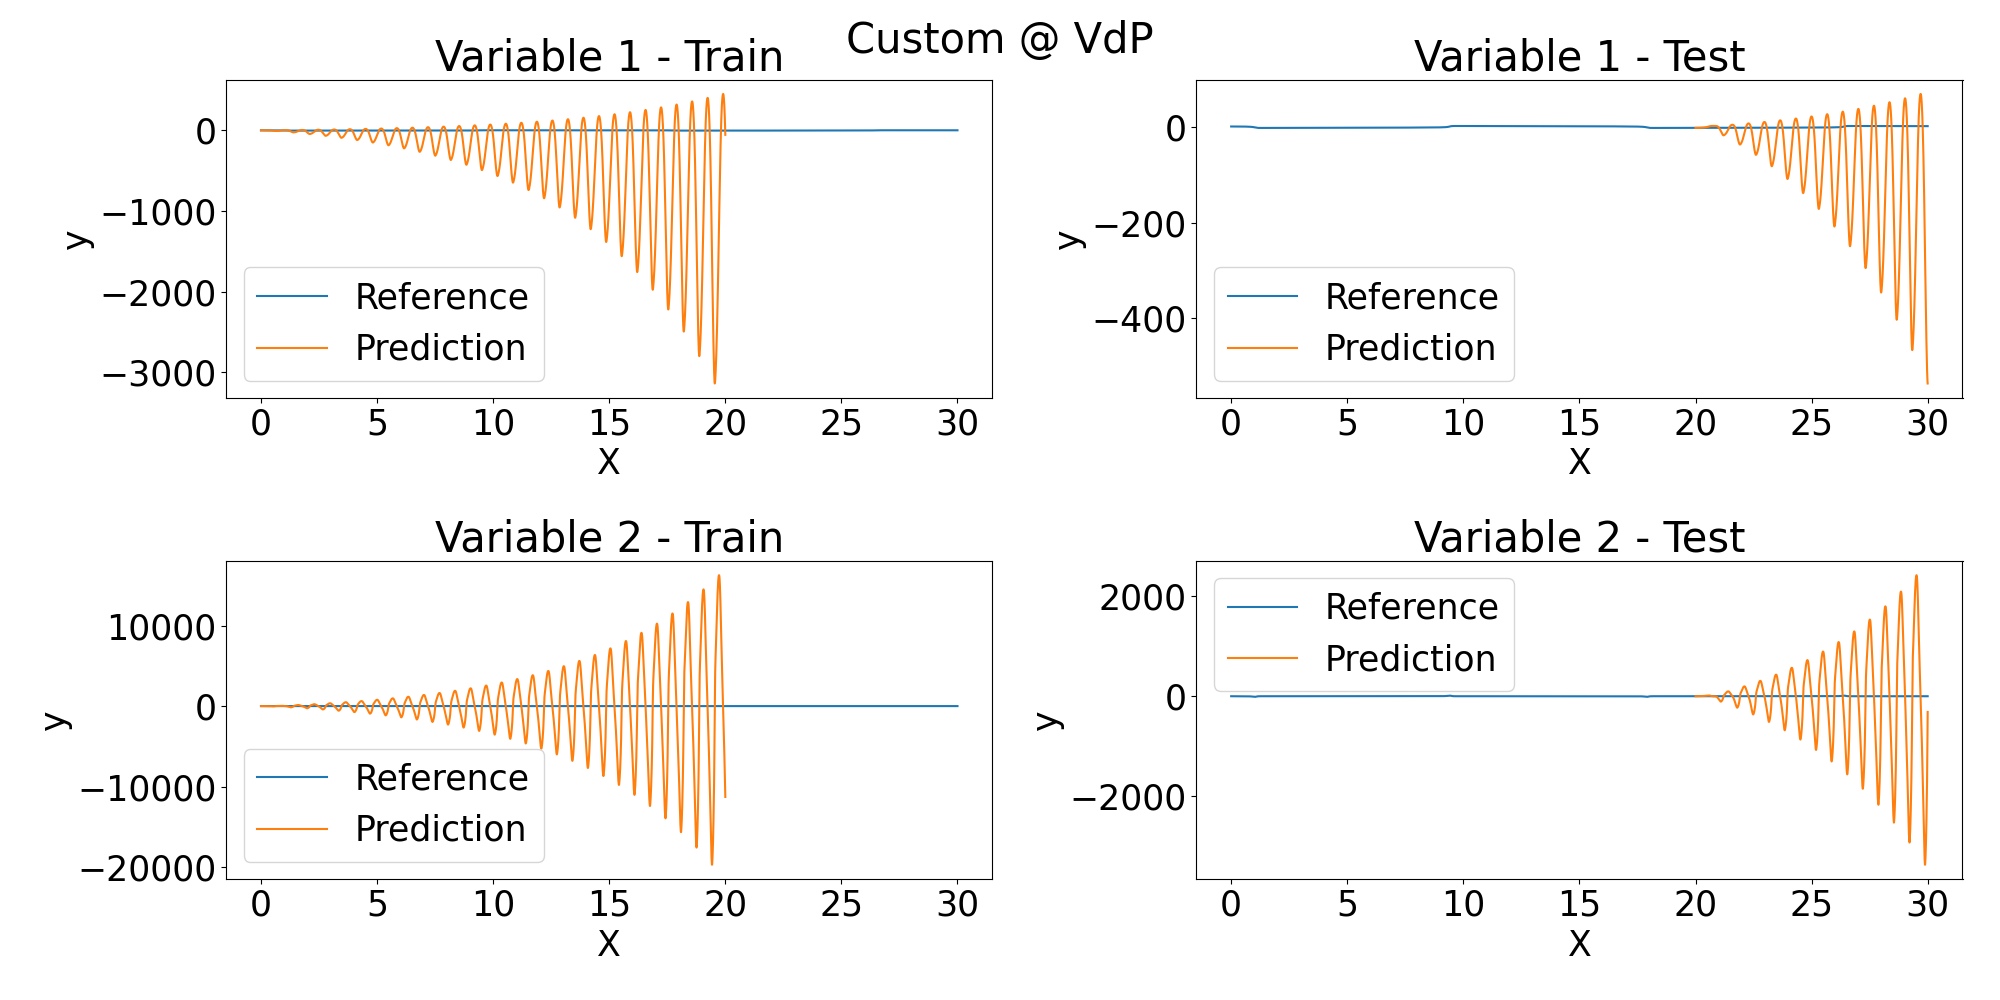 Custom @ VdP
Variable 1 - Train
0
−1000
−2000
−3000
y
Reference
Prediction
0 5 10 15 20 25 30
X
Variable 1 - Test
0
−200
−400
y
Reference
Prediction
0 5 10 15 20 25 30
X
Variable 2 - Train
10000
0
−10000
−20000
y
Reference
Prediction
0 5 10 15 20 25 30
X
Variable 2 - Test
2000
0
−2000
y
Reference
Prediction
0 5 10 15 20 25 30
X